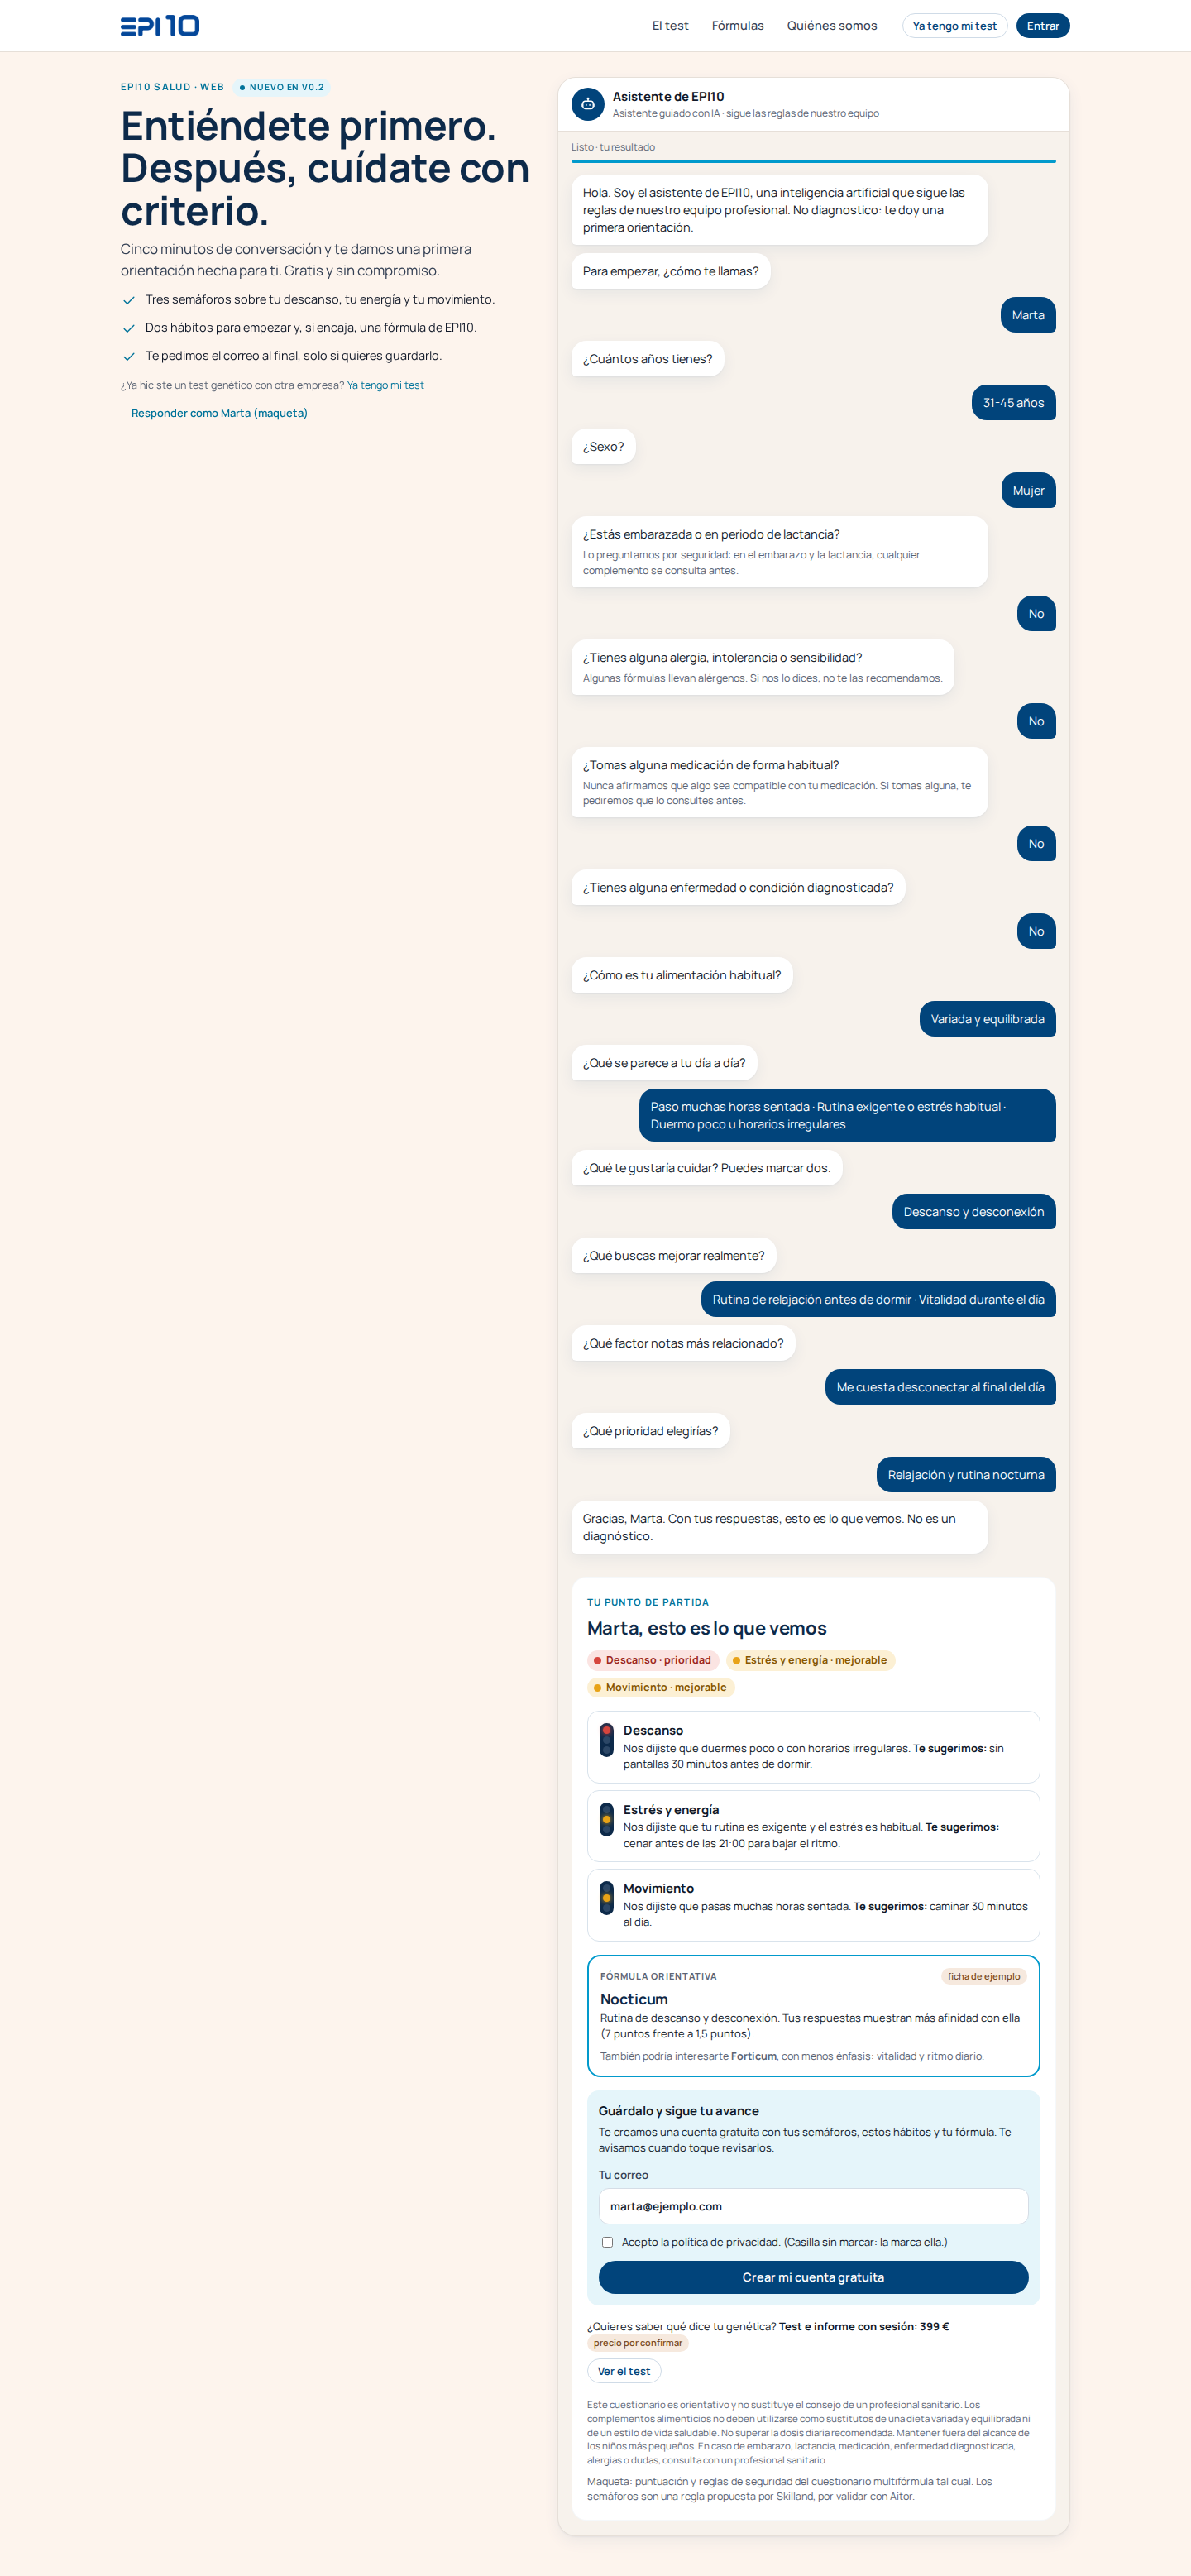 EPI10
El test
Fórmulas
Quiénes somos
Ya tengo mi test
Entrar
EPI10 SALUD · WEB
NUEVO EN V0.2
Entiéndete primero.
Después, cuídate con
criterio.
Cinco minutos de conversación y te damos una primera
orientación hecha para ti. Gratis y sin compromiso.
Tres semáforos sobre tu descanso, tu energía y tu movimiento.
Dos hábitos para empezar y, si encaja, una fórmula de EPI10.
Te pedimos el correo al final, solo si quieres guardarlo.
¿Ya hiciste un test genético con otra empresa? Ya tengo mi test
Responder como Marta (maqueta)
Asistente de EPI10
Asistente guiado con IA · sigue las reglas de nuestro equipo
Listo · tu resultado
Hola. Soy el asistente de EPI10, una inteligencia artificial que sigue las
reglas de nuestro equipo profesional. No diagnostico: te doy una
primera orientación.
Para empezar, ¿cómo te llamas?
Marta
¿Cuántos años tienes?
31-45 años
¿Sexo?
Mujer
¿Estás embarazada o en periodo de lactancia?
Lo preguntamos por seguridad: en el embarazo y la lactancia, cualquier
complemento se consulta antes.
No
¿Tienes alguna alergia, intolerancia o sensibilidad?
Algunas fórmulas llevan alérgenos. Si nos lo dices, no te las recomendamos.
No
¿Tomas alguna medicación de forma habitual?
Nunca afirmamos que algo sea compatible con tu medicación. Si tomas alguna, te
pediremos que lo consultes antes.
No
¿Tienes alguna enfermedad o condición diagnosticada?
No
¿Cómo es tu alimentación habitual?
Variada y equilibrada
¿Qué se parece a tu día a día?
Paso muchas horas sentada · Rutina exigente o estrés habitual ·
Duermo poco u horarios irregulares
¿Qué te gustaría cuidar? Puedes marcar dos.
Descanso y desconexión
¿Qué buscas mejorar realmente?
Rutina de relajación antes de dormir · Vitalidad durante el día
¿Qué factor notas más relacionado?
Me cuesta desconectar al final del día
¿Qué prioridad elegirías?
Relajación y rutina nocturna
Gracias, Marta. Con tus respuestas, esto es lo que vemos. No es un
diagnóstico.
TU PUNTO DE PARTIDA
Marta, esto es lo que vemos
Descanso · prioridad
Estrés y energía · mejorable
Movimiento · mejorable
Descanso
Nos dijiste que duermes poco o con horarios irregulares. Te sugerimos: sin
pantallas 30 minutos antes de dormir.
Estrés y energía
Nos dijiste que tu rutina es exigente y el estrés es habitual. Te sugerimos:
cenar antes de las 21:00 para bajar el ritmo.
Movimiento
Nos dijiste que pasas muchas horas sentada. Te sugerimos: caminar 30 minutos
al día.
FÓRMULA ORIENTATIVA
ficha de ejemplo
Nocticum
Rutina de descanso y desconexión. Tus respuestas muestran más afinidad con ella
(7 puntos frente a 1,5 puntos).
También podría interesarte Forticum, con menos énfasis: vitalidad y ritmo diario.
Guárdalo y sigue tu avance
Te creamos una cuenta gratuita con tus semáforos, estos hábitos y tu fórmula. Te
avisamos cuando toque revisarlos.
Tu correo
marta@ejemplo.com
Acepto la política de privacidad. (Casilla sin marcar: la marca ella.)
Crear mi cuenta gratuita
¿Quieres saber qué dice tu genética? Test e informe con sesión: 399 €
precio por confirmar
Ver el test
Este cuestionario es orientativo y no sustituye el consejo de un profesional sanitario. Los
complementos alimenticios no deben utilizarse como sustitutos de una dieta variada y equilibrada ni
de un estilo de vida saludable. No superar la dosis diaria recomendada. Mantener fuera del alcance de
los niños más pequeños. En caso de embarazo, lactancia, medicación, enfermedad diagnosticada,
alergias o dudas, consulta con un profesional sanitario.
Maqueta: puntuación y reglas de seguridad del cuestionario multifórmula tal cual. Los
semáforos son una regla propuesta por Skilland, por validar con Aitor.